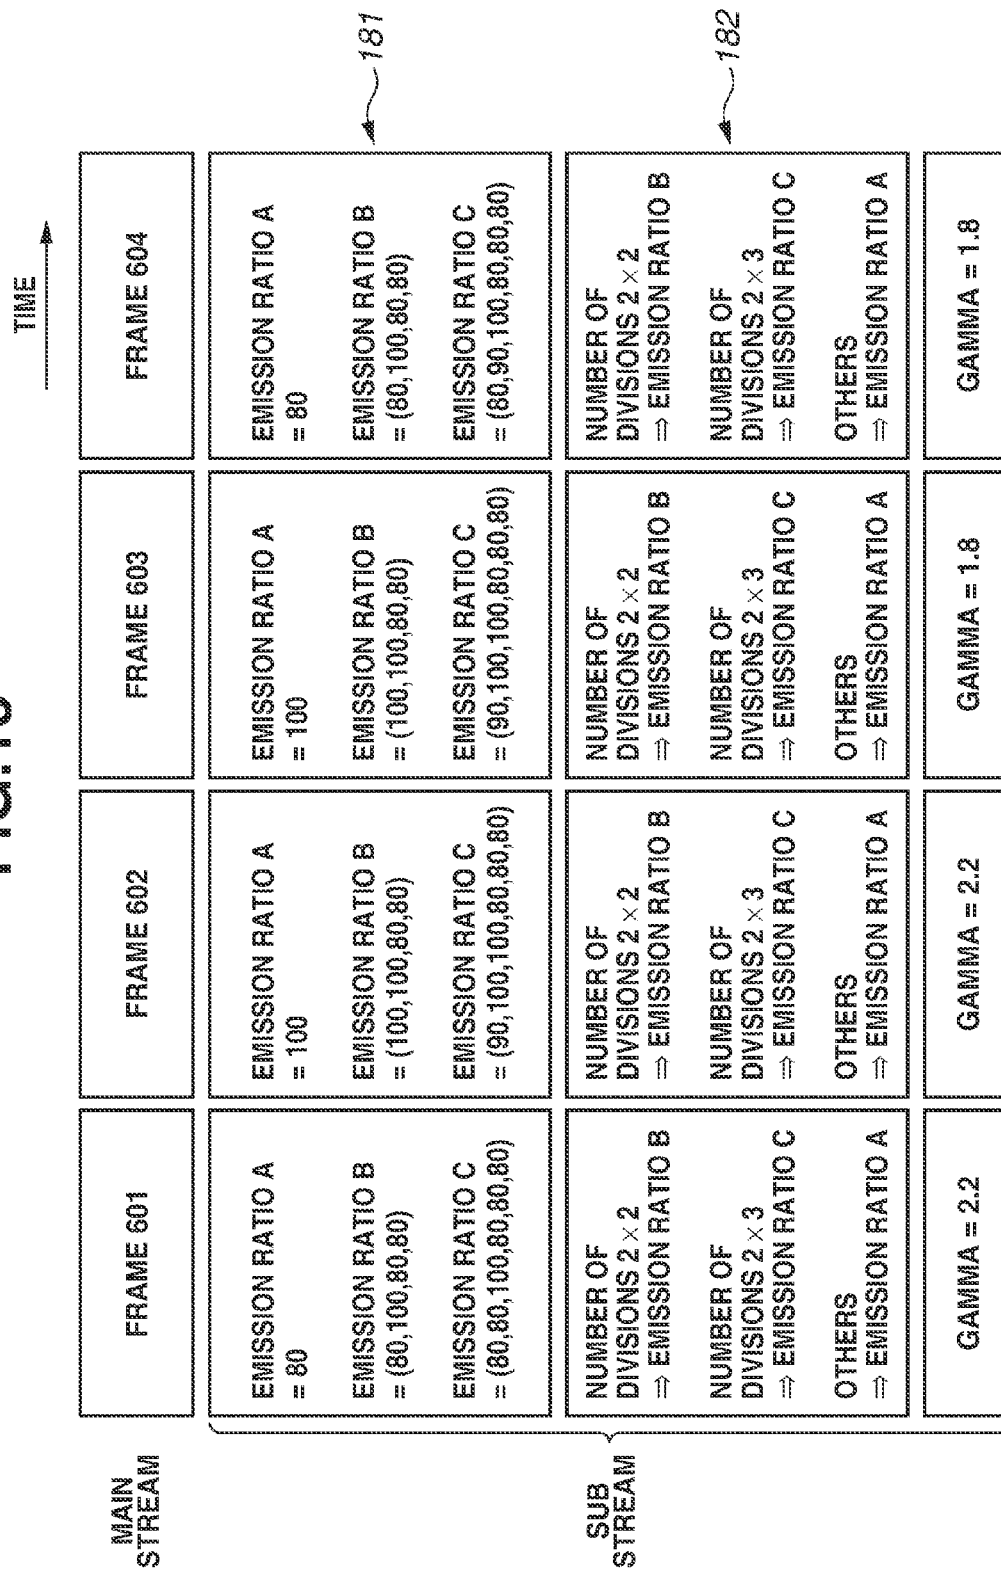 TIME
MAIN
STREAM
FRAME 601
FRAME 602
FRAME 603
FRAME 604
SUB
STREAM
EMISSION RATIO A
= 80
EMISSION RATIO B
= (80,100,80,80)
EMISSION RATIO C
= (80,80,100,80,80,80)
EMISSION RATIO A
= 100
EMISSION RATIO B
= (100,100,80,80)
EMISSION RATIO C
= (90,100,100,80,80,80)
EMISSION RATIO A
= 100
EMISSION RATIO B
= (100,100,80,80)
EMISSION RATIO C
= (90,100,100,80,80,80)
EMISSION RATIO A
= 80
EMISSION RATIO B
= (80,100,80,80)
EMISSION RATIO C
= (80,90,100,80,80,80)
181
NUMBER OF
DIVISIONS 2 × 2
⇒ EMISSION RATIO B
NUMBER OF
DIVISIONS 2 × 3
⇒ EMISSION RATIO C
OTHERS
⇒ EMISSION RATIO A
NUMBER OF
DIVISIONS 2 × 2
⇒ EMISSION RATIO B
NUMBER OF
DIVISIONS 2 × 3
⇒ EMISSION RATIO C
OTHERS
⇒ EMISSION RATIO A
NUMBER OF
DIVISIONS 2 × 2
⇒ EMISSION RATIO B
NUMBER OF
DIVISIONS 2 × 3
⇒ EMISSION RATIO C
OTHERS
⇒ EMISSION RATIO A
NUMBER OF
DIVISIONS 2 × 2
⇒ EMISSION RATIO B
NUMBER OF
DIVISIONS 2 × 3
⇒ EMISSION RATIO C
OTHERS
⇒ EMISSION RATIO A
182
GAMMA = 2.2
GAMMA = 2.2
GAMMA = 1.8
GAMMA = 1.8